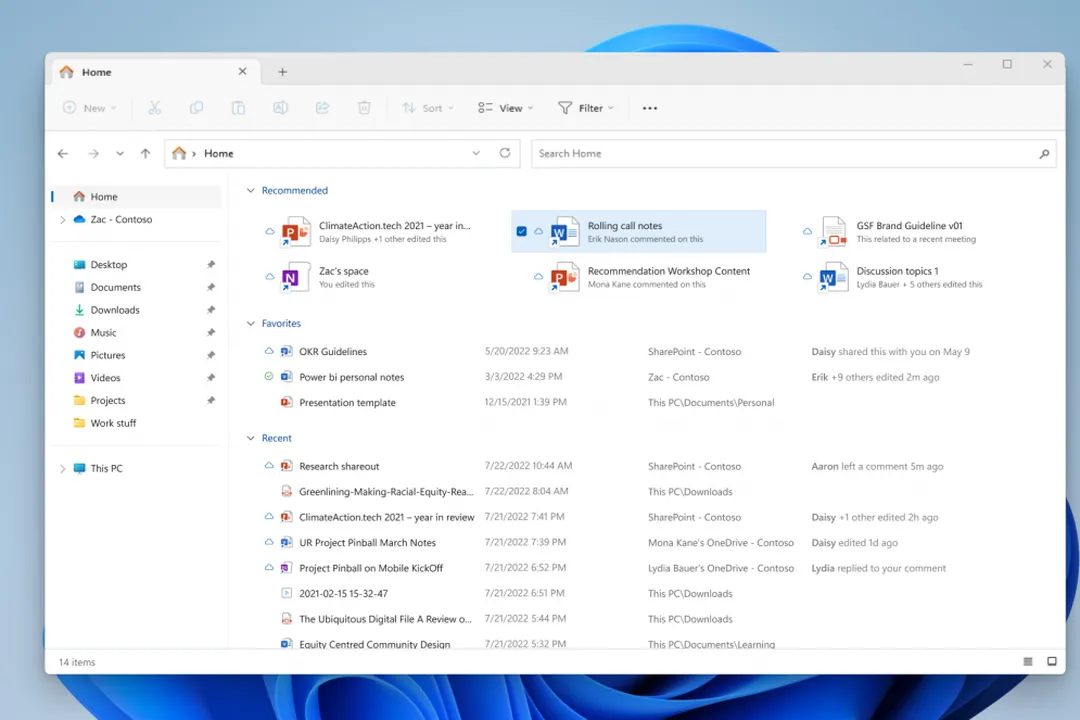 Home
New
Sort
View
Filter
Home
Search Home
Home
Zac - Contoso
Desktop
Documents
Downloads
Music
Pictures
Videos
Projects
Work stuff
This PC
Recommended
ClimateAction.tech 2021 – year in...
Daisy Philipps +1 other edited this
Rolling call notes
Erik Nason commented on this
GSF Brand Guideline v01
This related to a recent meeting
Zac's space
You edited this
Recommendation Workshop Content
Mona Kane commented on this
Discussion topics 1
Lydia Bauer + 5 others edited this
Favorites
OKR Guidelines 5/20/2022 9:23 AM SharePoint - Contoso Daisy shared this with you on May 9
Power bi personal notes 3/3/2022 4:29 PM Zac - Contoso Erik +9 others edited 2m ago
Presentation template 12/15/2021 1:39 PM This PC\Documents\Personal
Recent
Research shareout 7/22/2022 10:44 AM SharePoint - Contoso Aaron left a comment 5m ago
Greenlining-Making-Racial-Equity-Rea... 7/22/2022 8:04 AM This PC\Downloads
ClimateAction.tech 2021 – year in review 7/21/2022 7:41 PM SharePoint - Contoso Daisy +1 other edited 2h ago
UR Project Pinball March Notes 7/21/2022 7:39 PM Mona Kane's OneDrive - Contoso Daisy edited 1d ago
Project Pinball on Mobile KickOff 7/21/2022 6:52 PM Lydia Bauer's OneDrive - Contoso Lydia replied to your comment
2021-02-15 15-32-47 7/21/2022 6:51 PM This PC\Downloads
The Ubiquitous Digital File A Review o... 7/21/2022 5:44 PM This PC\Downloads
Equity Centred Community Design 7/21/2022 5:32 PM This PC\Documents\Learning
14 items